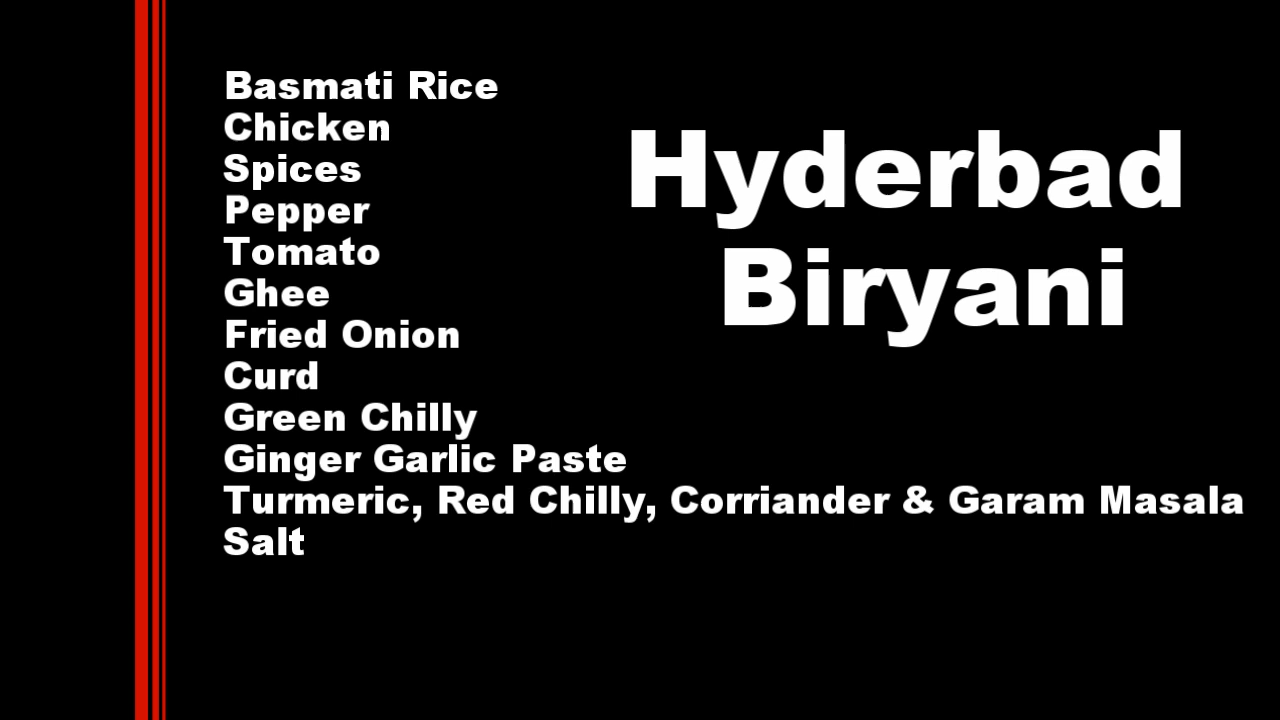 Basmati Rice
Chicken
Spices
Pepper
Tomato
Ghee
Fried Onion
Curd
Green Chilly
Ginger Garlic Paste
Turmeric, Red Chilly, Corriander & Garam Masala
Salt
Hyderbad
Biryani